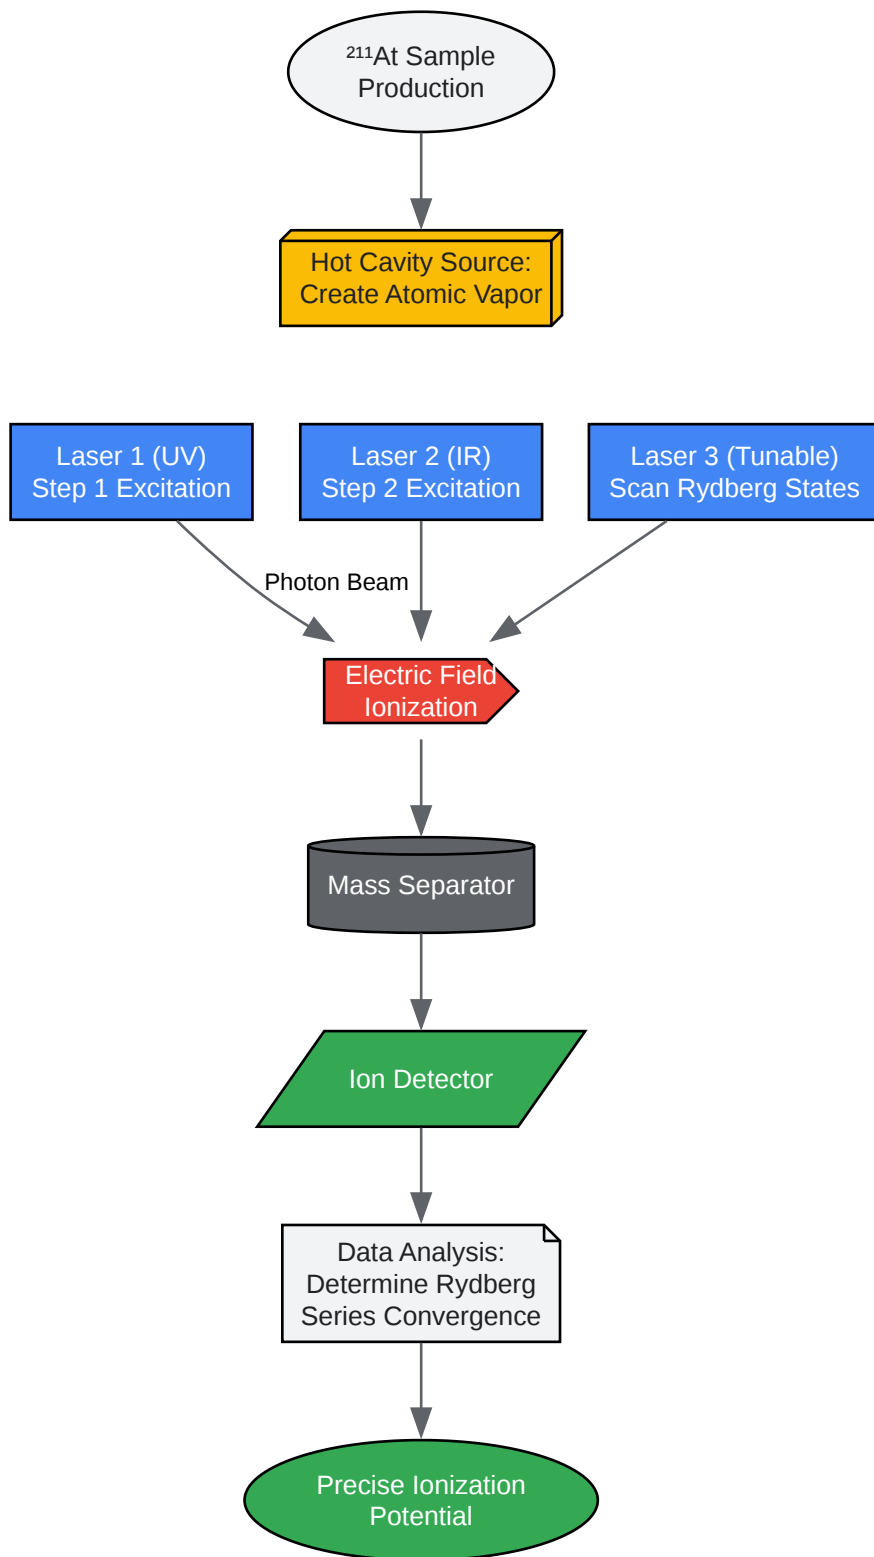 ²¹¹At Sample
Production
Hot Cavity Source:
Create Atomic Vapor
Laser 1 (UV)
Step 1 Excitation
Laser 2 (IR)
Step 2 Excitation
Laser 3 (Tunable)
Scan Rydberg States
Photon Beam
Electric Field
Ionization
Mass Separator
Ion Detector
Data Analysis:
Determine Rydberg
Series Convergence
Precise Ionization
Potential